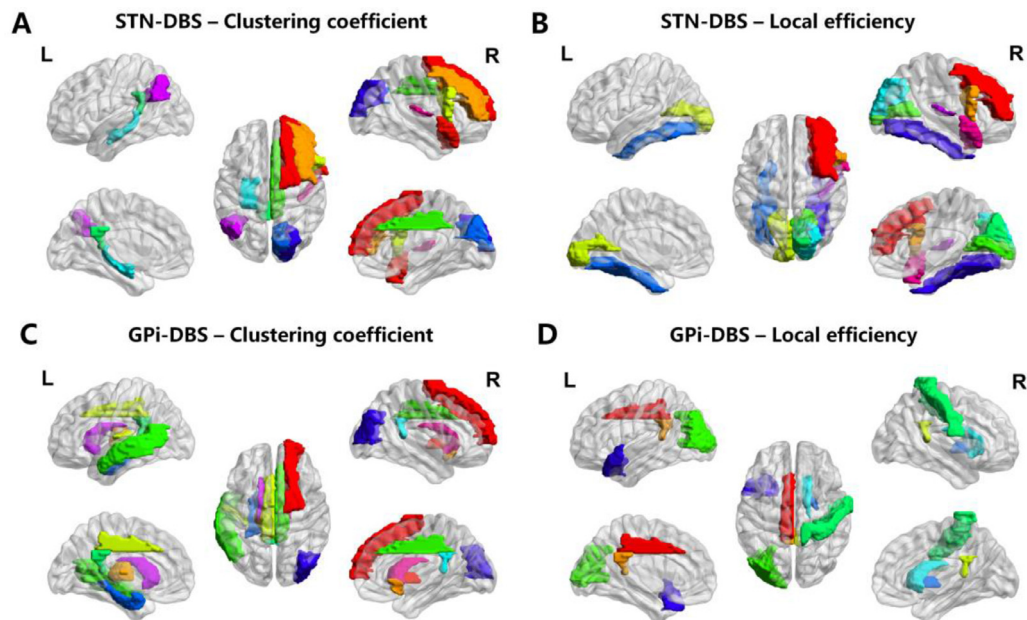 A STN-DBS – Clustering coefficient
L R
B STN-DBS – Local efficiency
L R
C GPi-DBS – Clustering coefficient
L R
D GPi-DBS – Local efficiency
L R